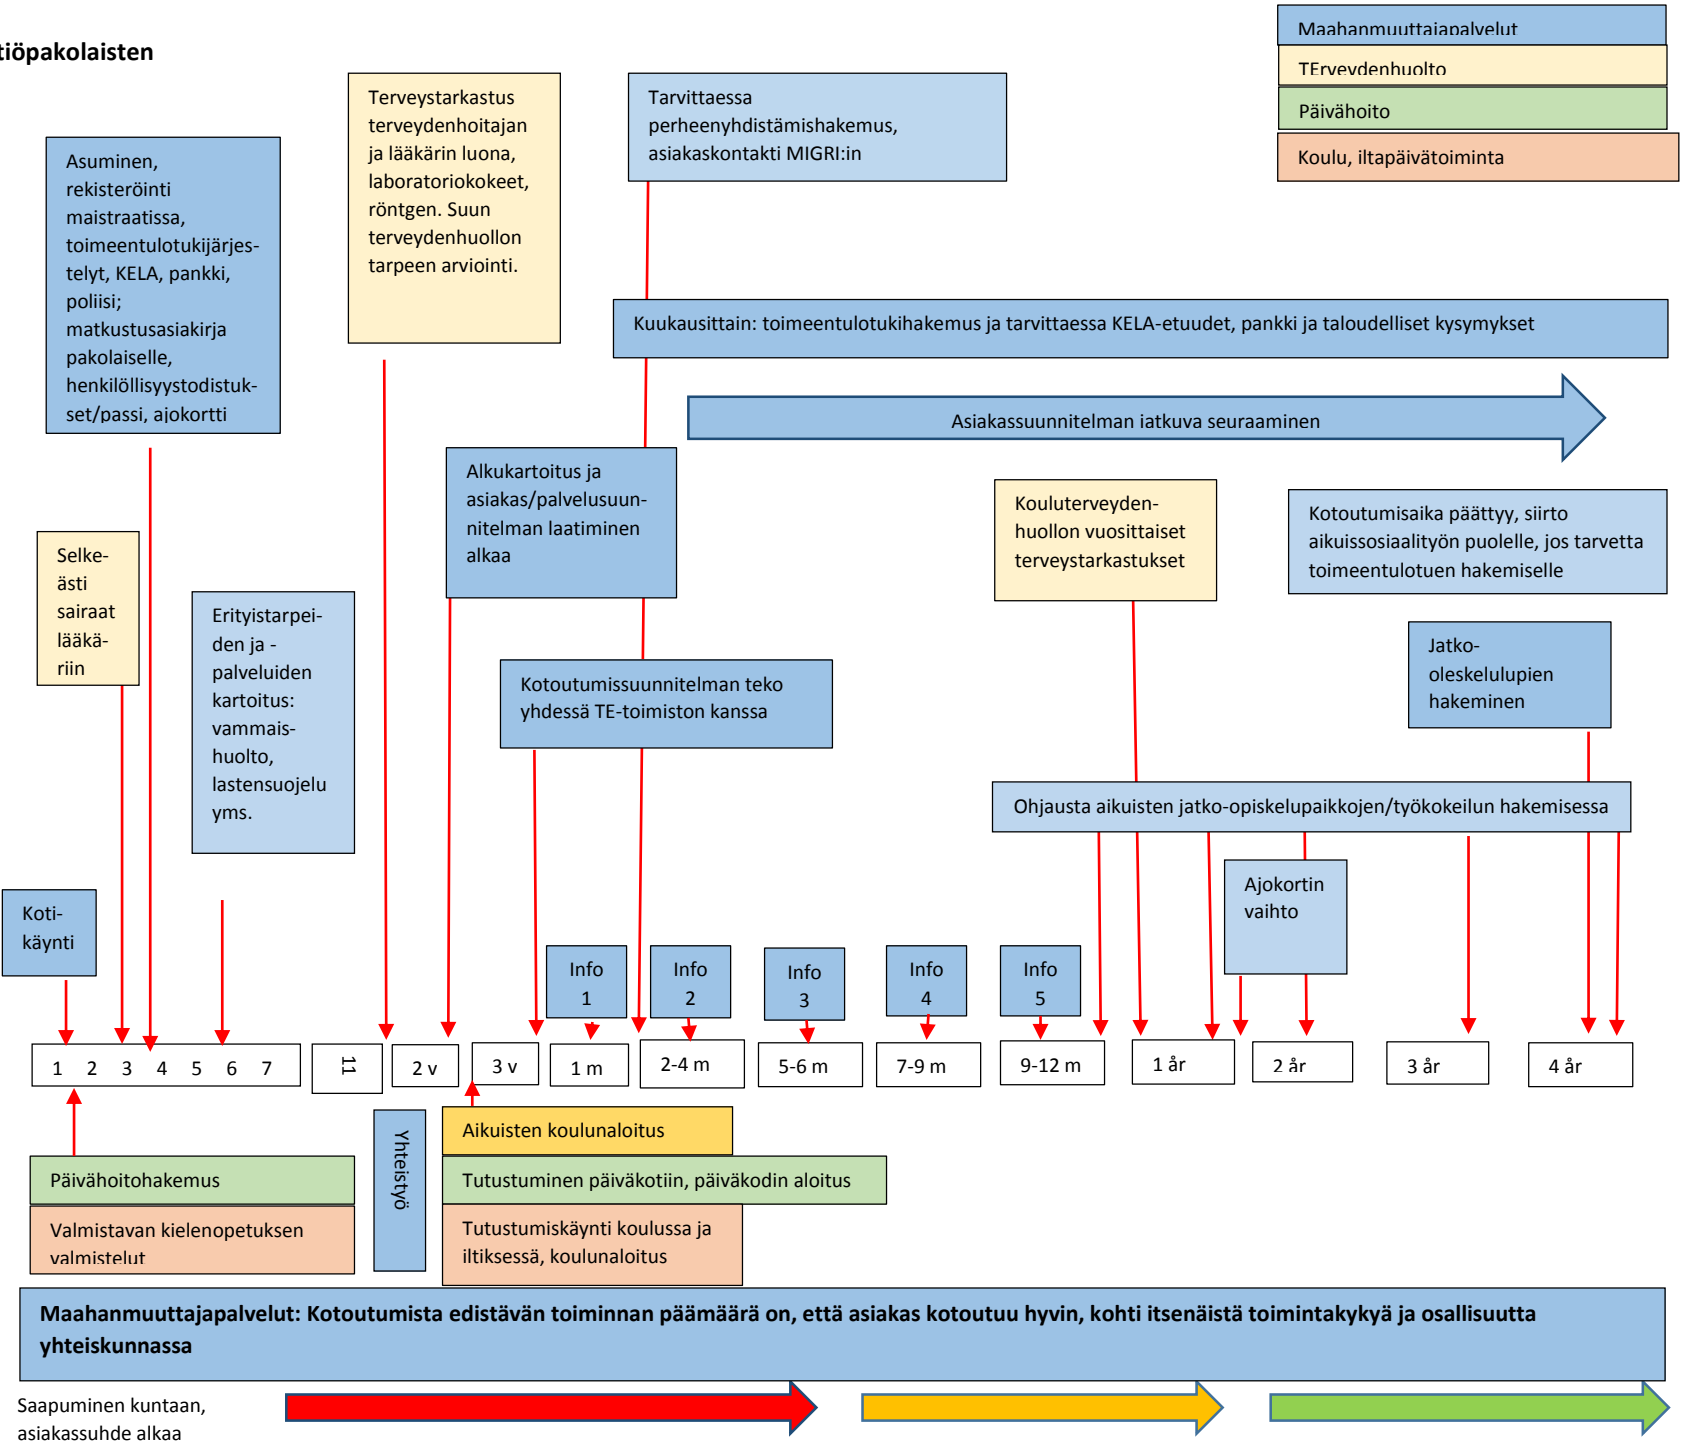 Maahanmuuttajapalvelut
TErveydenhuolto
Päivähoito
Koulu, iltapäivätoiminta
tiöpakolaisten
Asuminen,
rekisteröinti
maistraatissa,
toimeentulotukijärjes-
telyt, KELA, pankki,
poliisi;
matkustusasiakirja
pakolaiselle,
henkilöllisyystodistuk-
set/passi, ajokortti
Terveystarkastus
terveydenhoitajan
ja lääkärin luona,
laboratoriokokeet,
röntgen. Suun
terveydenhuollon
tarpeen arviointi.
Tarvittaessa
perheenyhdistämishakemus,
asiakaskontakti MIGRI:in
Kuukausittain: toimeentulotukihakemus ja tarvittaessa KELA-etuudet, pankki ja taloudelliset kysymykset
Asiakassuunnitelman jatkuva seuraaminen
Alkukartoitus ja
asiakas/palvelusuun-
nitelman laatiminen
alkaa
Kouluterveyden-
huollon vuosittaiset
terveystarkastukset
Kotoutumisaika päättyy, siirto
aikuissosiaalityön puolelle, jos tarvetta
toimeentulotuen hakemiselle
Selke-
ästi
sairaat
lääkä-
riin
Erityistarpei-
den ja -
palveluiden
kartoitus:
vammais-
huolto,
lastensuojelu
yms.
Kotoutumissuunnitelman teko
yhdessä TE-toimiston kanssa
Jatko-
oleskelulupien
hakeminen
Ohjausta aikuisten jatko-opiskelupaikkojen/työkokeilun hakemisessa
Ajokortin
vaihto
Koti-
käynti
Info
1
Info
2
Info
3
Info
4
Info
5
1 2 3 4 5 6 7
11
2 v
3 v
1 m
2-4 m
5-6 m
7-9 m
9-12 m
1 år
2 år
3 år
4 år
Yhteistyö
Aikuisten koulunaloitus
Päivähoitohakemus
Tutustuminen päiväkotiin, päiväkodin aloitus
Valmistavan kielenopetuksen
valmistelut
Tutustumiskäynti koulussa ja
iltiksessä, koulunaloitus
Maahanmuuttajapalvelut: Kotoutumista edistävän toiminnan päämäärä on, että asiakas kotoutuu hyvin, kohti itsenäistä toimintakykyä ja osallisuutta
yhteiskunnassa
Saapuminen kuntaan,
asiakassuhde alkaa